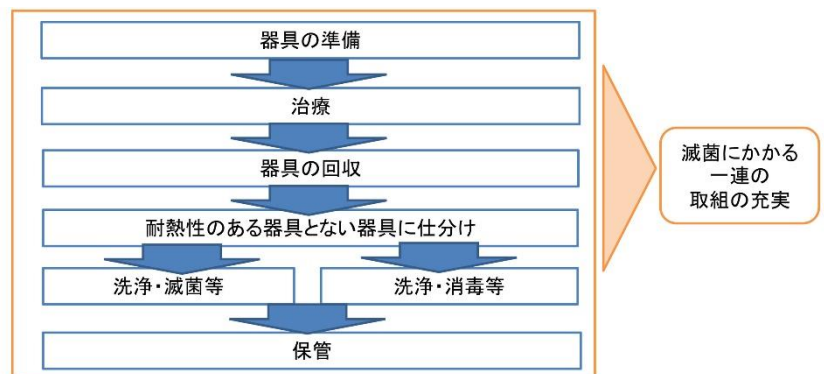 器具の準備
治療
器具の回収
耐熱性のある器具とない器具に仕分け
洗浄・滅菌等
洗浄・消毒等
保管
滅菌にかかる
一連の
取組の充実